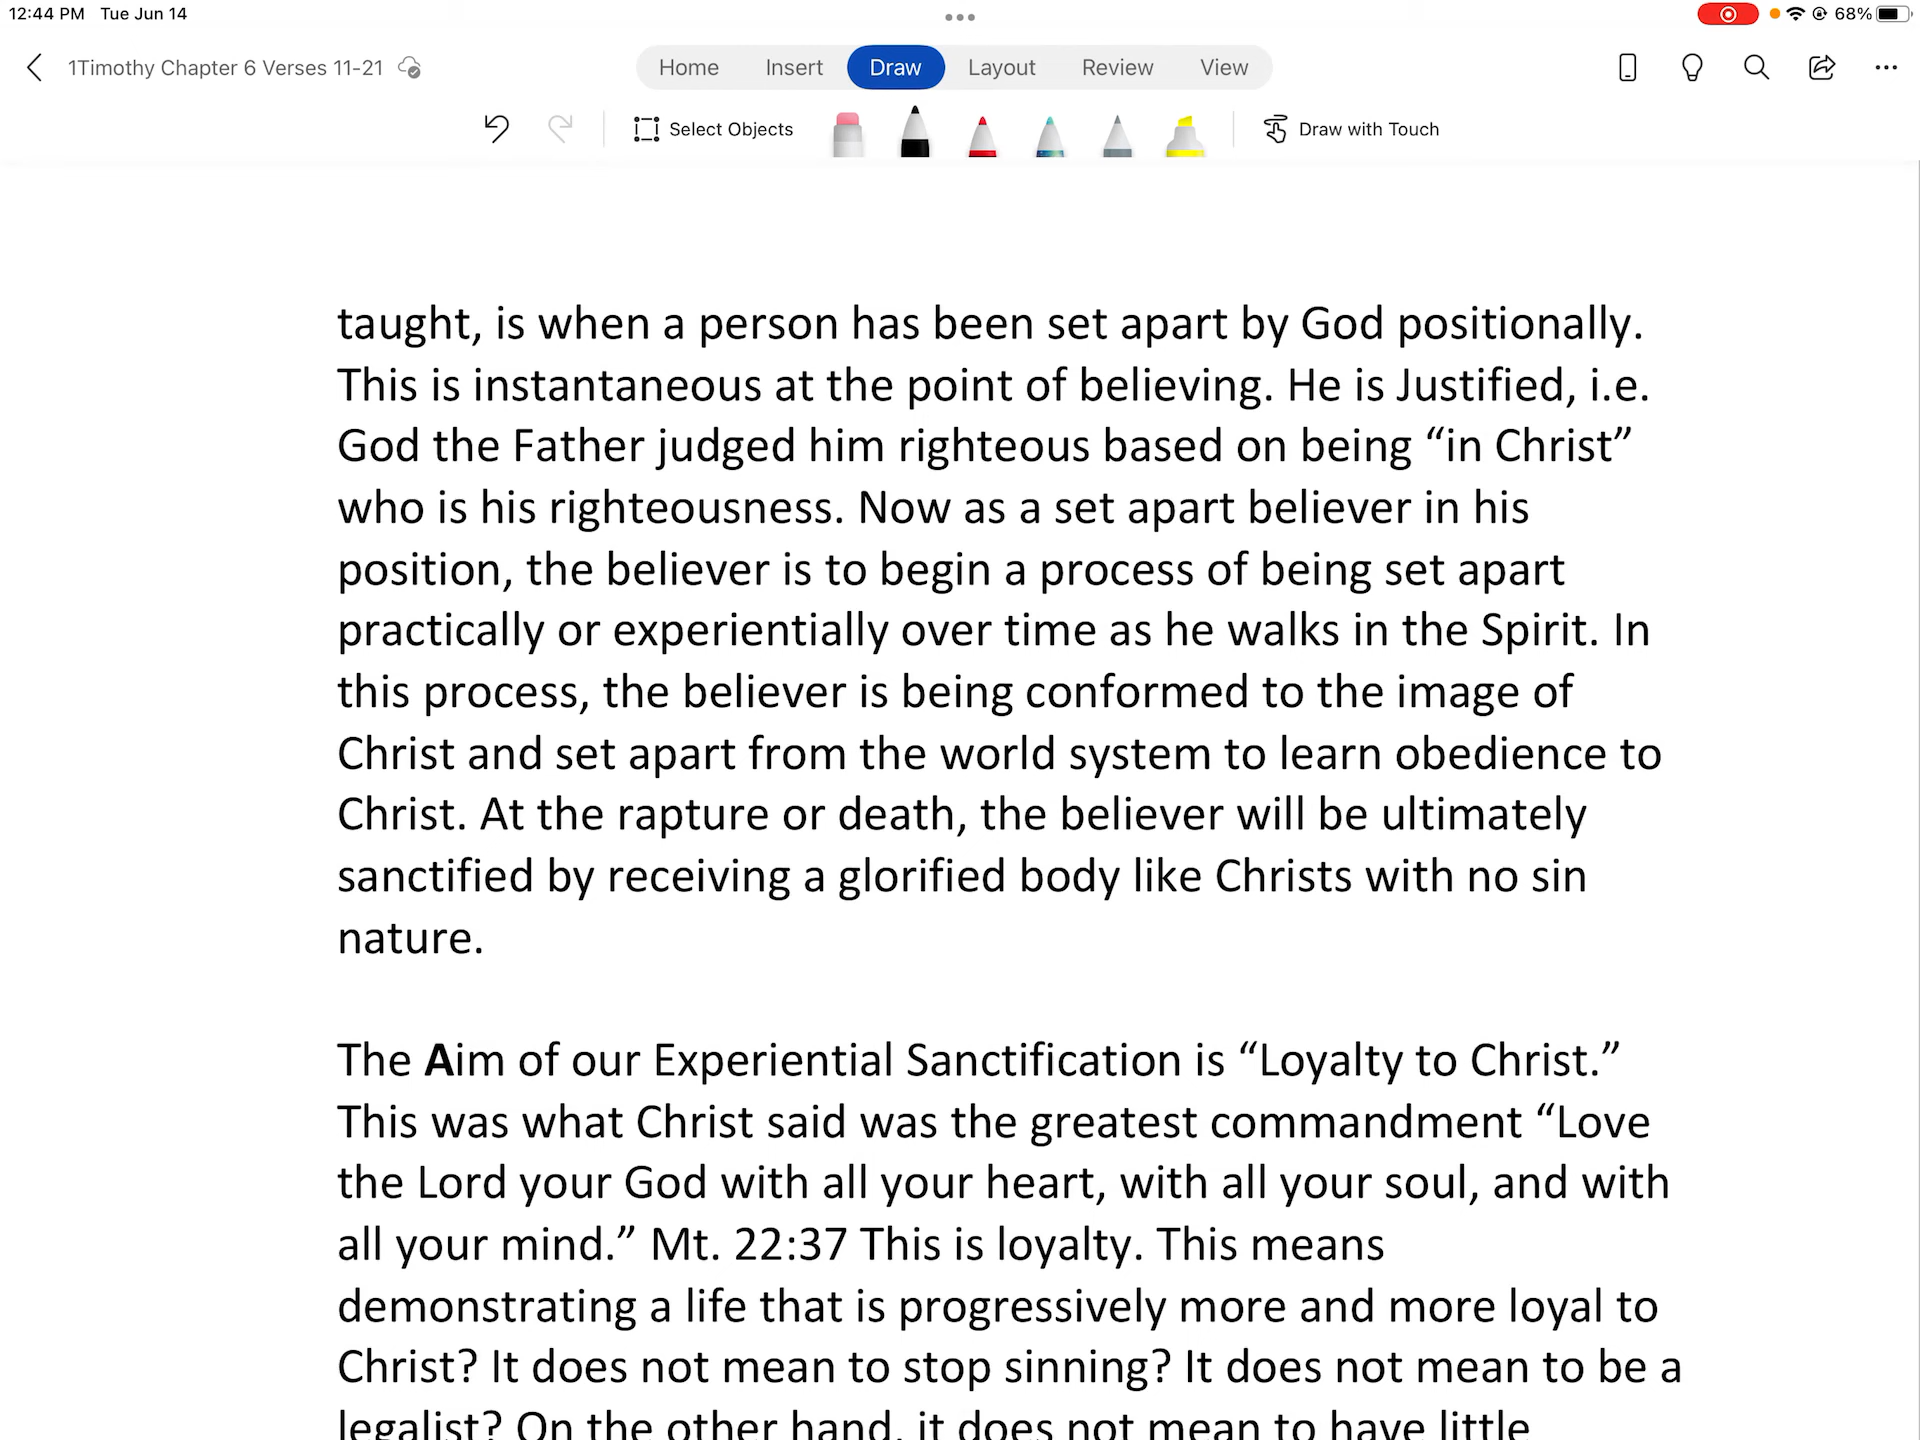 12:44 PM Tue Jun 14
68%
1Timothy Chapter 6 Verses 11-21
Home Insert Draw Layout Review View
Select Objects
Draw with Touch
taught, is when a person has been set apart by God positionally.
This is instantaneous at the point of believing. He is Justified, i.e.
God the Father judged him righteous based on being “in Christ”
who is his righteousness. Now as a set apart believer in his
position, the believer is to begin a process of being set apart
practically or experientially over time as he walks in the Spirit. In
this process, the believer is being conformed to the image of
Christ and set apart from the world system to learn obedience to
Christ. At the rapture or death, the believer will be ultimately
sanctified by receiving a glorified body like Christs with no sin
nature.
The Aim of our Experiential Sanctification is “Loyalty to Christ.”
This was what Christ said was the greatest commandment “Love
the Lord your God with all your heart, with all your soul, and with
all your mind.” Mt. 22:37 This is loyalty. This means
demonstrating a life that is progressively more and more loyal to
Christ? It does not mean to stop sinning? It does not mean to be a
legalist? On the other hand, it does not mean to have little